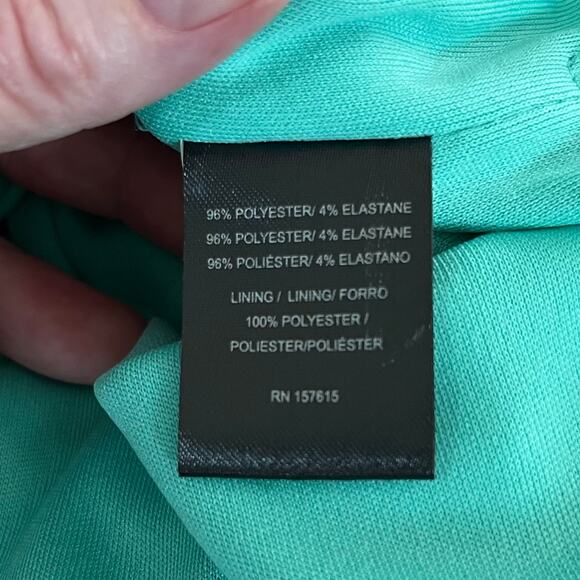 96% POLYESTER/ 4% ELASTANE
96% POLYESTER/ 4% ELASTANE
96% POLIÉSTER/ 4% ELASTANO
LINING / LINING/ FORRO
100% POLYESTER /
POLIESTER/POLIÉSTER
RN 157615